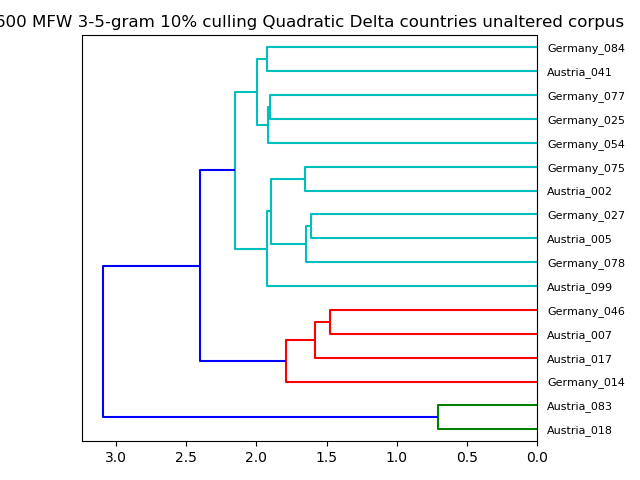 600 MFW 3-5-gram 10% culling Quadratic Delta countries unaltered corpus
Germany_084
Austria_041
Germany_077
Germany_025
Germany_054
Germany_075
Austria_002
Germany_027
Austria_005
Germany_078
Austria_099
Germany_046
Austria_007
Austria_017
Germany_014
Austria_083
Austria_018
3.0 2.5 2.0 1.5 1.0 0.5 0.0